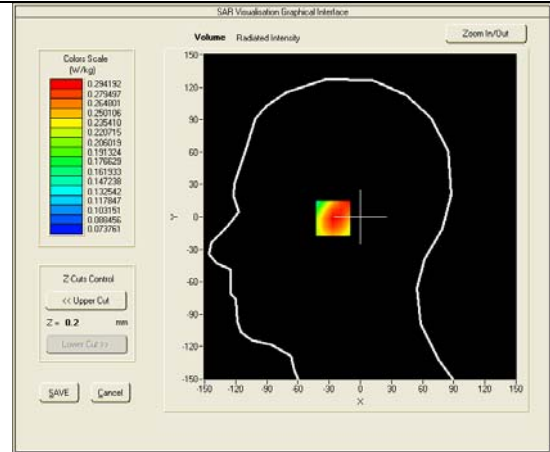 SAR Visualisation Graphical Interface
Volume Radiated Intensity
Zoom In/Out
Colors Scale
(W/kg)
0.294192
0.279497
0.264801
0.250106
0.235410
0.220715
0.206019
0.191324
0.176629
0.161933
0.147238
0.132542
0.117847
0.103151
0.088456
0.073761
Z Cuts Control
<< Upper Cut
Z = 0.2 mm
Lower Cut >>
SAVE Cancel
150
120
90
60
30
0
-30
-60
-90
-120
-150
Y
-150 -120 -90 -60 -30 0 30 60 90 120 150
X